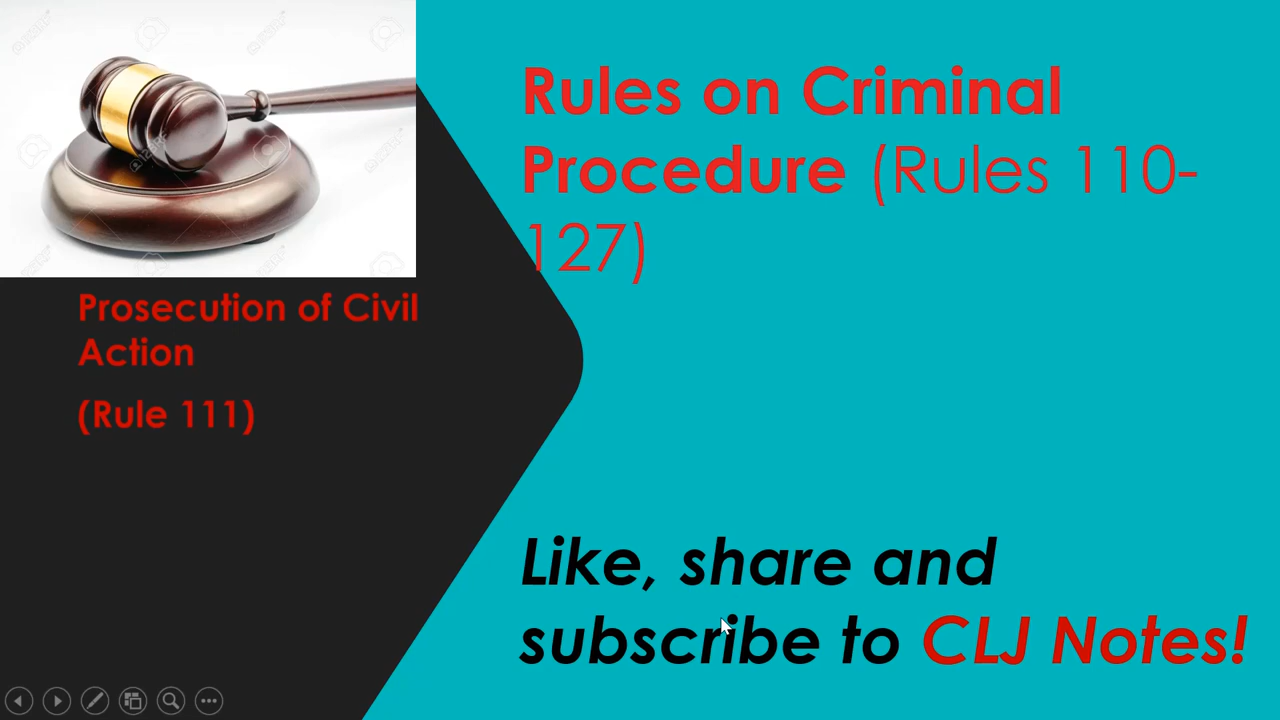 Rules on Criminal
Procedure (Rules 110-
127)
Prosecution of Civil
Action
(Rule 111)
Like, share and
subscribe to CLJ Notes!